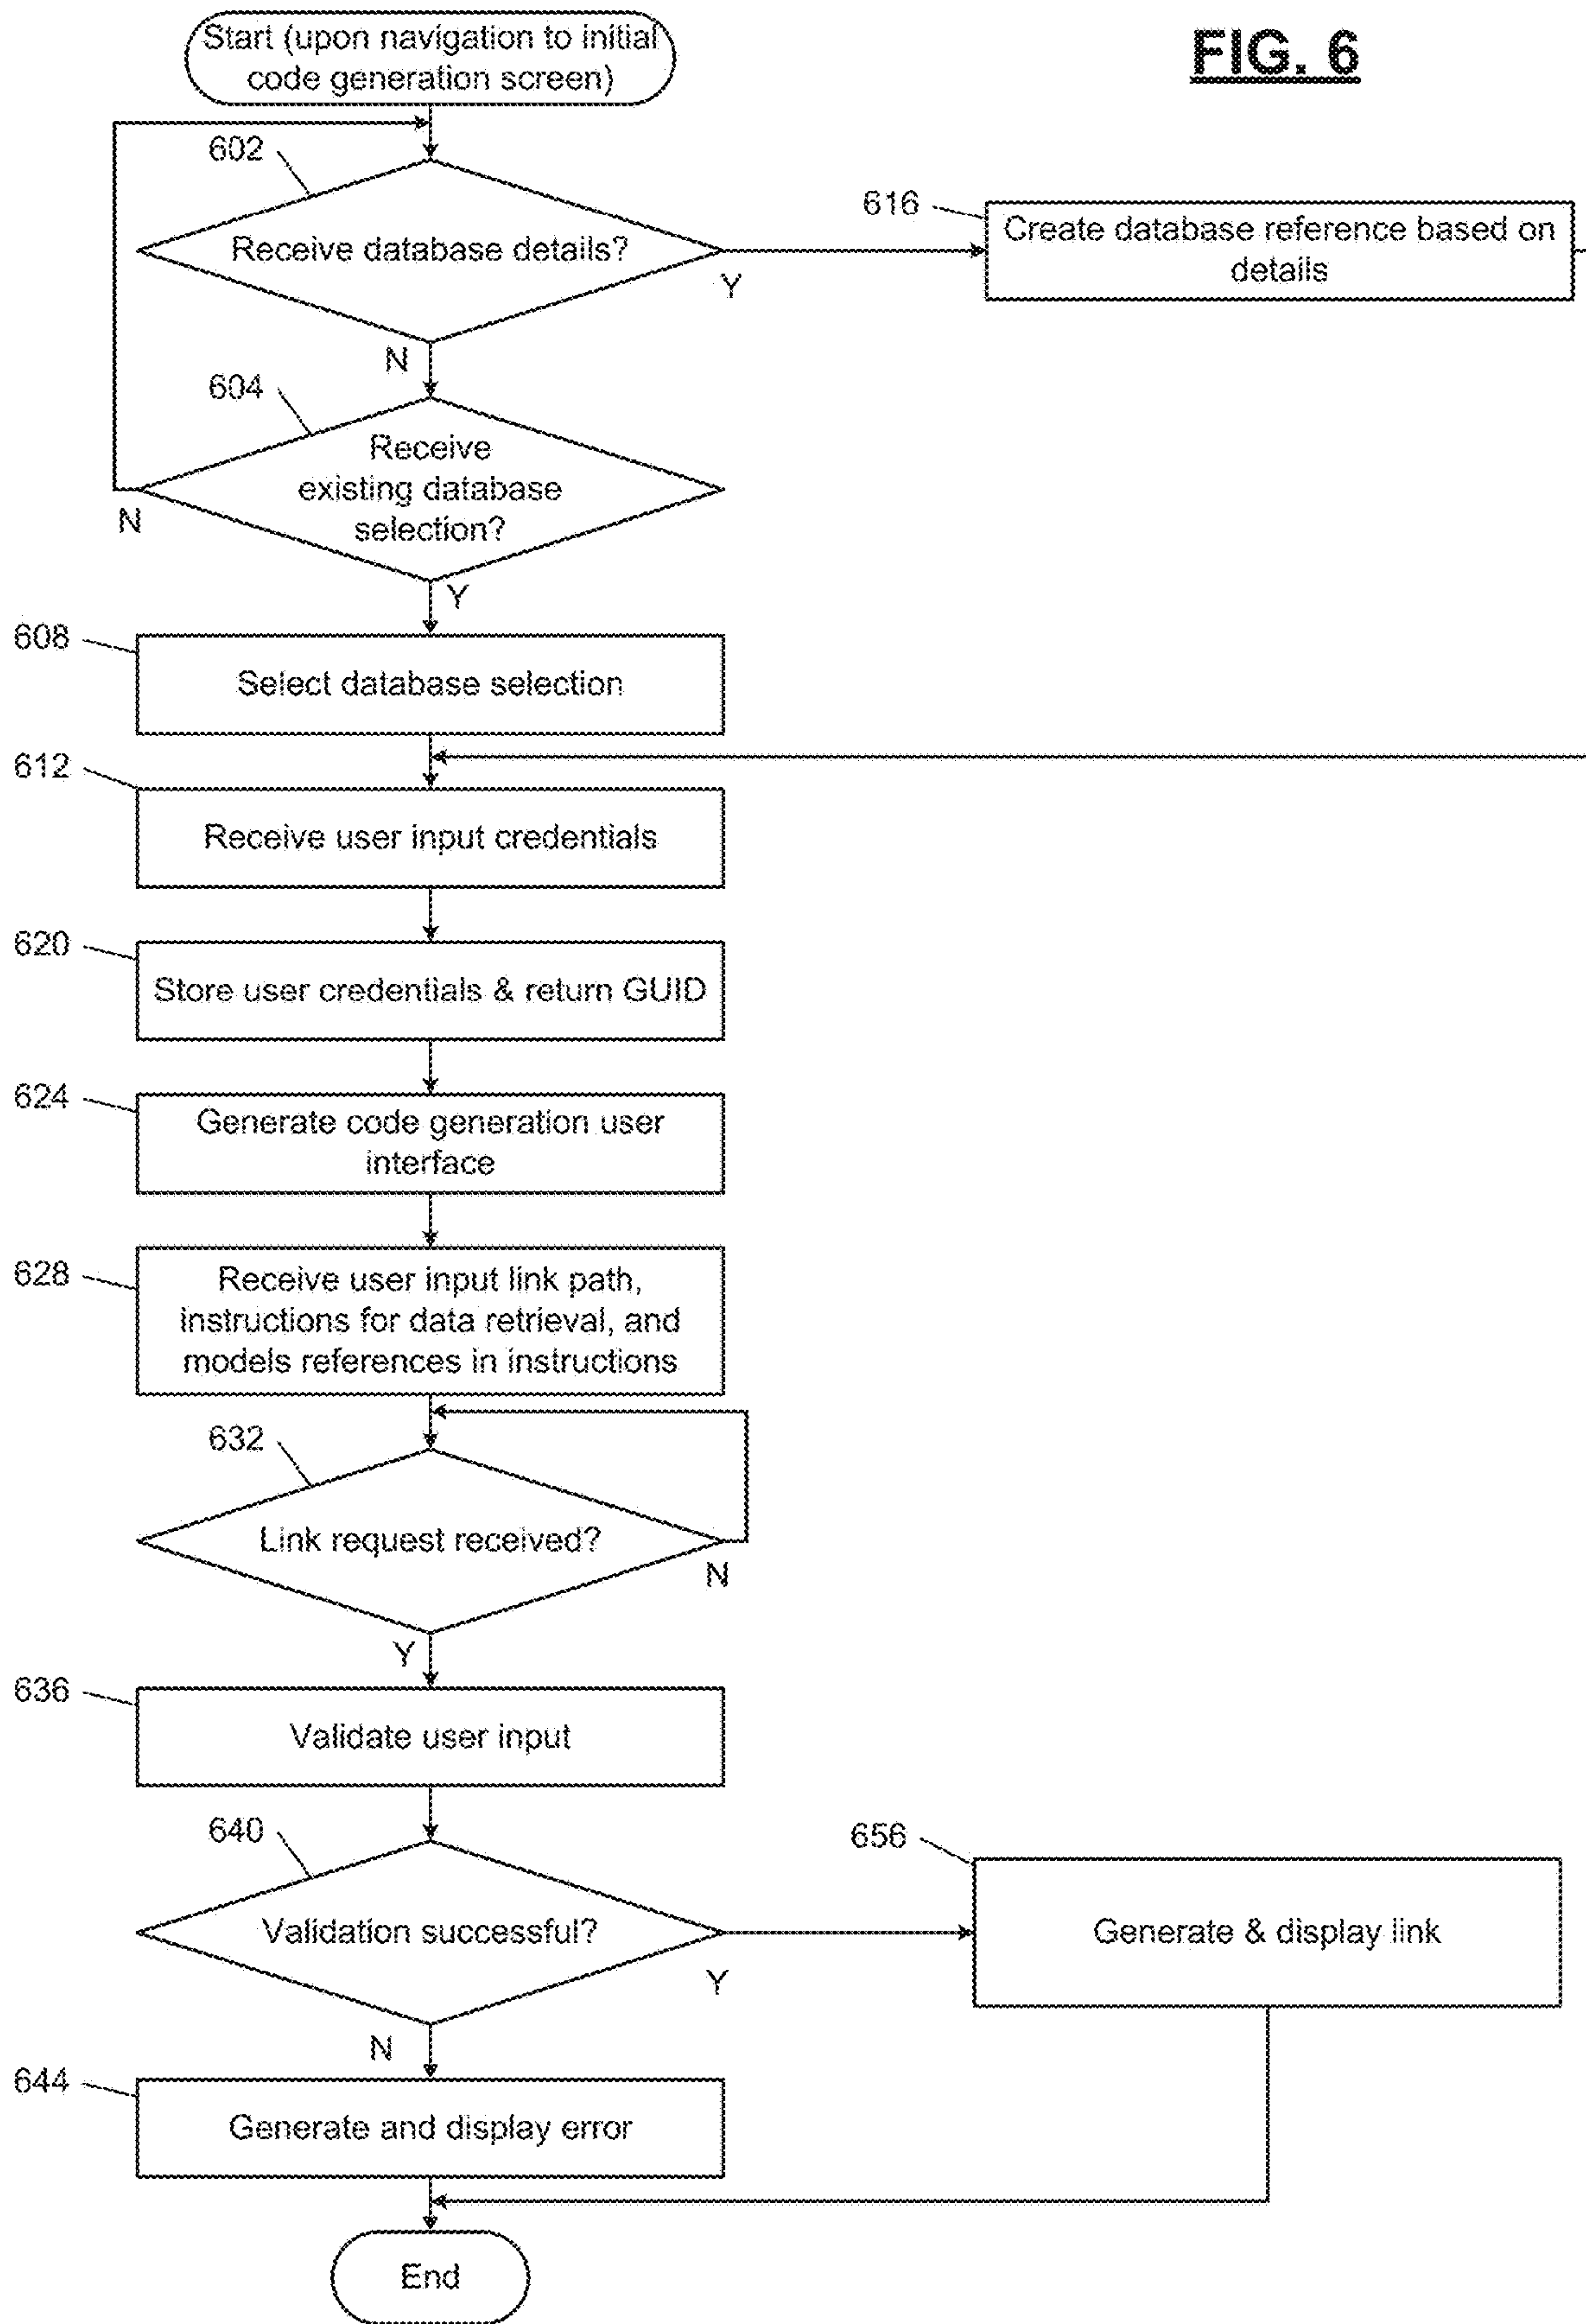 FIG. 6
Start (upon navigation to initial
code generation screen)
602
Receive database details?
Y
N
616
Create database reference based on
details
604
Receive
existing database
selection?
N
Y
608
Select database selection
612
Receive user input credentials
620
Store user credentials & return GUID
624
Generate code generation user
interface
628
Receive user input link path,
instructions for data retrieval, and
models references in instructions
632
Link request received?
N
Y
636
Validate user input
640
Validation successful?
Y
N
656
Generate & display link
644
Generate and display error
End